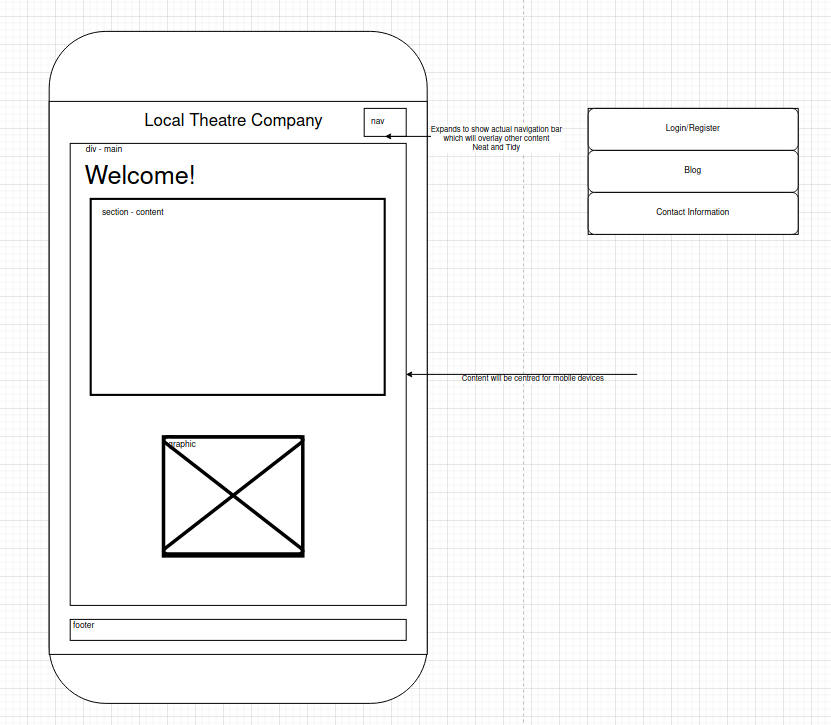 Local Theatre Company
nav
Expands to show actual navigation bar
which will overlay other content
Neat and Tidy
Login/Register
Blog
Contact Information
div - main
Welcome!
section - content
Content will be centred for mobile devices
graphic
footer